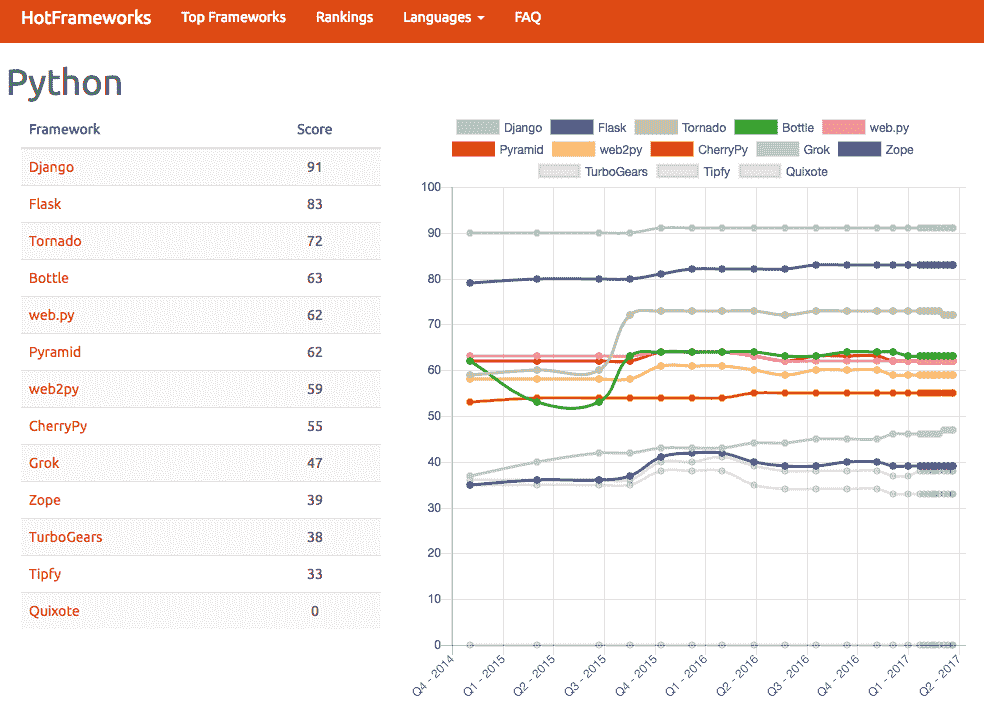 HotFrameworks Top Frameworks Rankings Languages FAQ
Python
Framework Score
Django 91
Flask 83
Tornado 72
Bottle 63
web.py 62
Pyramid 62
web2py 59
CherryPy 55
Grok 47
Zope 39
TurboGears 38
Tipfy 33
Quixote 0
Django Flask Tornado Bottle web.py
Pyramid web2py CherryPy Grok Zope
TurboGears Tipfy Quixote
100
90
80
70
60
50
40
30
20
10
0
Q4 - 2014 Q1 - 2015 Q2 - 2015 Q3 - 2015 Q4 - 2015 Q1 - 2016 Q2 - 2016 Q3 - 2016 Q4 - 2016 Q1 - 2017 Q2 - 2017